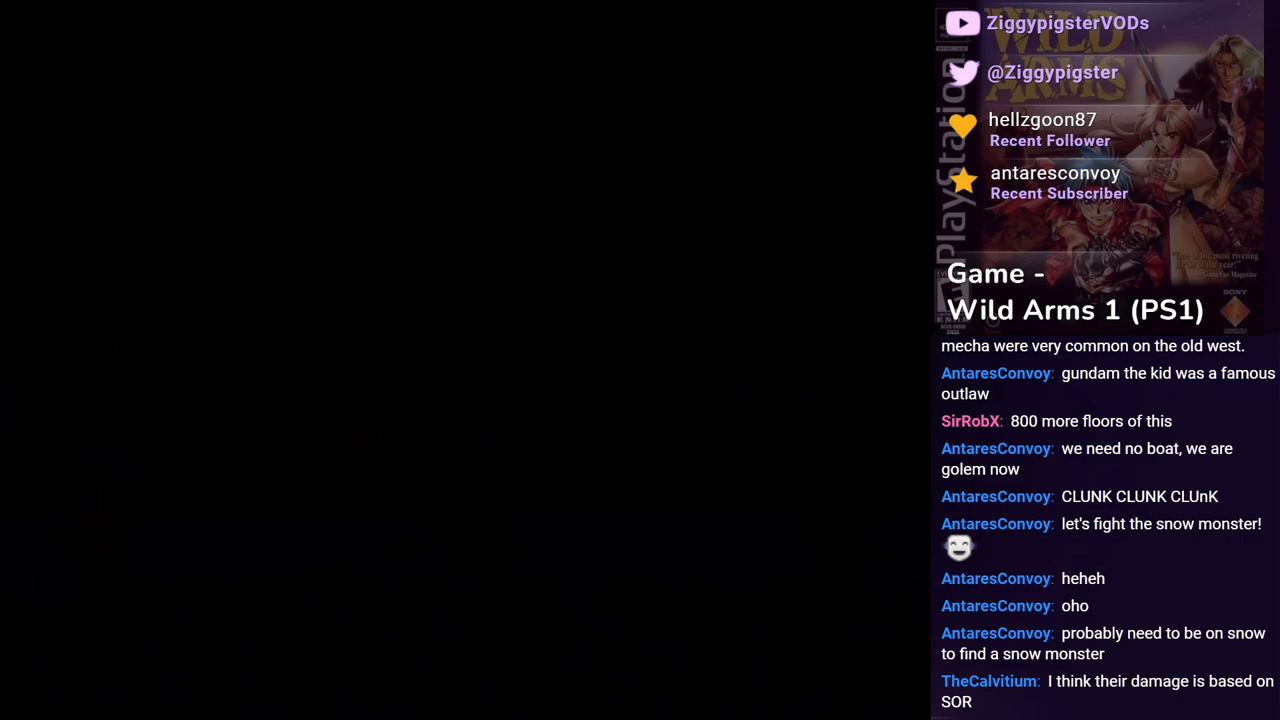 ZiggypigsterVODs
@Ziggypigster
hellzgoon87
Recent Follower
antaresconvoy
Recent Subscriber
WILD
ARMS
PlayStation
SONY
Game -
Wild Arms 1 (PS1)
mecha were very common on the old west.
AntaresConvoy: gundam the kid was a famous
outlaw
SirRobX: 800 more floors of this
AntaresConvoy: we need no boat, we are
golem now
AntaresConvoy: CLUNK CLUNK CLUnK
AntaresConvoy: let's fight the snow monster!
AntaresConvoy: heheh
AntaresConvoy: oho
AntaresConvoy: probably need to be on snow
to find a snow monster
TheCalvitium: I think their damage is based on
SOR